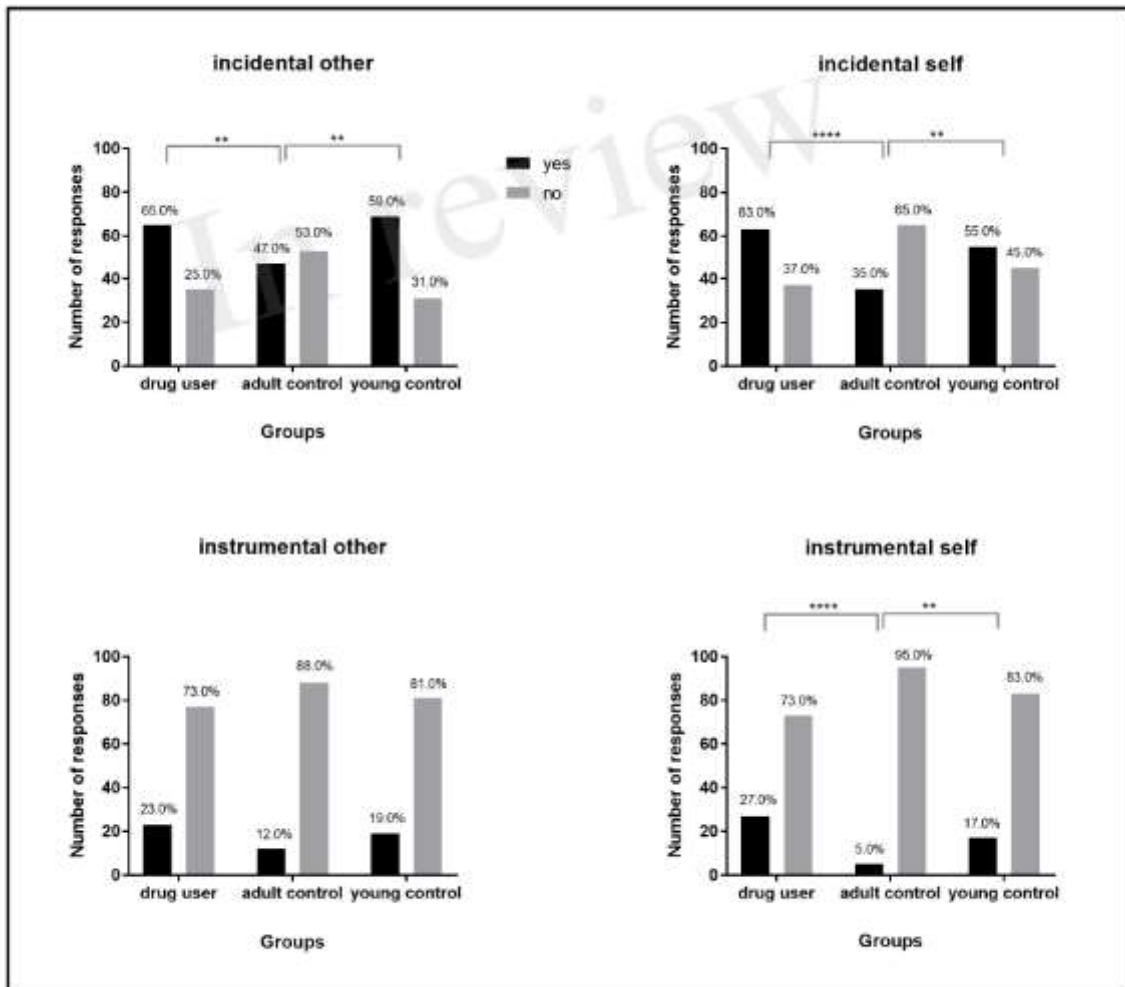 incidental other
**
**
Number of responses
100
80
60
40
20
0
65.0%
25.0%
47.0%
53.0%
59.0%
31.0%
drug user
adult control
young control
Groups
yes
no
incidental self
****
**
Number of responses
100
80
60
40
20
0
63.0%
37.0%
35.0%
65.0%
55.0%
45.0%
drug user
adult control
young control
Groups
instrumental other
Number of responses
100
80
60
40
20
0
23.0%
73.0%
12.0%
88.0%
19.0%
81.0%
drug user
adult control
young control
Groups
instrumental self
****
**
Number of responses
100
80
60
40
20
0
27.0%
73.0%
5.0%
95.0%
17.0%
83.0%
drug user
adult control
young control
Groups
In review